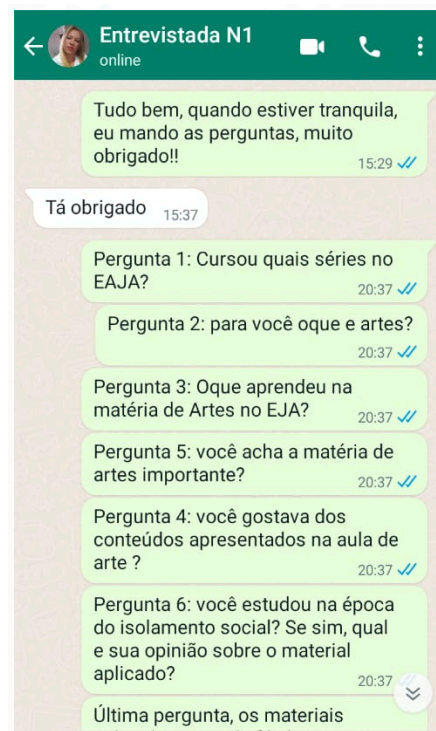 Entrevistada N1
online
Tudo bem, quando estiver tranquila,
eu mando as perguntas, muito
obrigado!!
15:29
Tá obrigado 15:37
Pergunta 1: Cursou quais séries no
EAJA?
20:37
Pergunta 2: para você oque e artes?
20:37
Pergunta 3: Oque aprendeu na
matéria de Artes no EJA?
20:37
Pergunta 5: você acha a matéria de
artes importante?
20:37
Pergunta 4: você gostava dos
conteúdos apresentados na aula de
arte ?
20:37
Pergunta 6: você estudou na época
do isolamento social? Se sim, qual
e sua opinião sobre o material
aplicado?
20:37
Última pergunta, os materiais